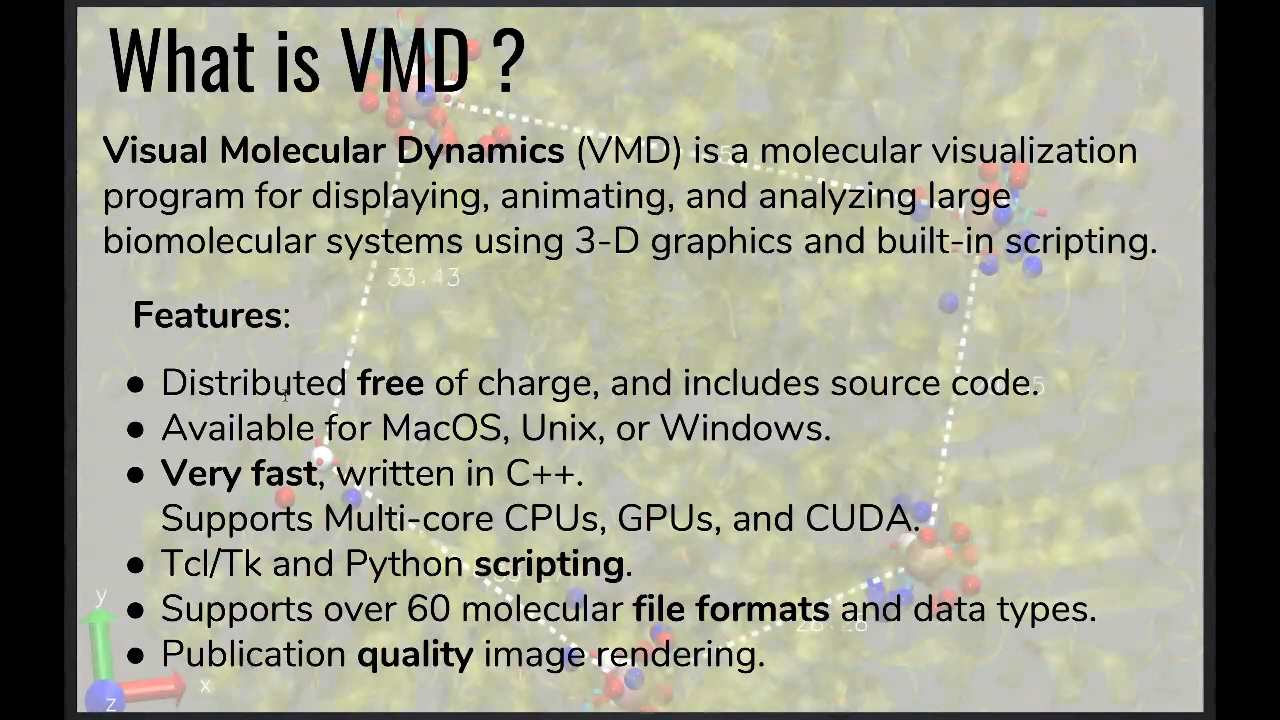 What is VMD ?
Visual Molecular Dynamics (VMD) is a molecular visualization
program for displaying, animating, and analyzing large
biomolecular systems using 3-D graphics and built-in scripting.
33.43
Features:
● Distributed free of charge, and includes source code.
● Available for MacOS, Unix, or Windows.
● Very fast, written in C++.
Supports Multi-core CPUs, GPUs, and CUDA.
● Tcl/Tk and Python scripting.
● Supports over 60 molecular file formats and data types.
● Publication quality image rendering.
y
x
z